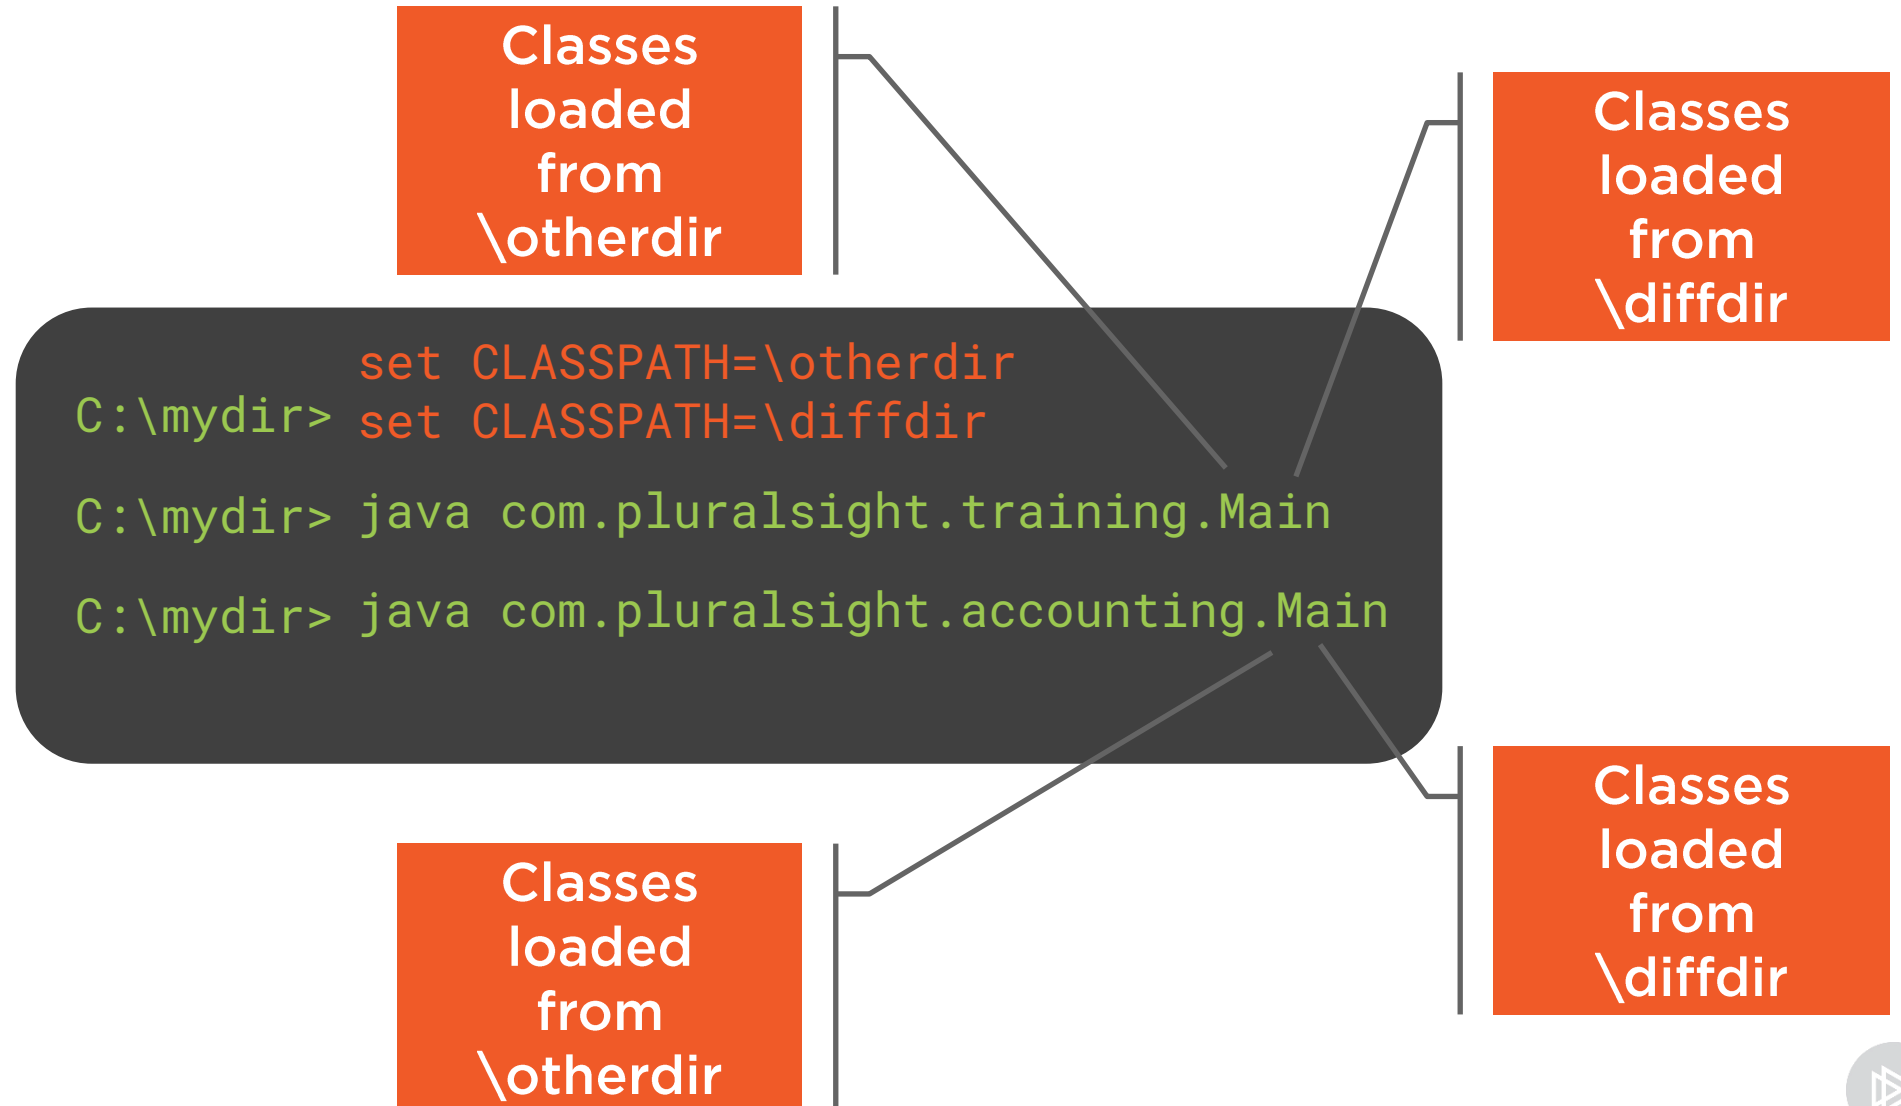 Classes
loaded
from
\otherdir
Classes
loaded
from
\diffdir
set CLASSPATH=\otherdir
C:\mydir> set CLASSPATH=\diffdir
C:\mydir> java com.pluralsight.training.Main
C:\mydir> java com.pluralsight.accounting.Main
Classes
loaded
from
\otherdir
Classes
loaded
from
\diffdir